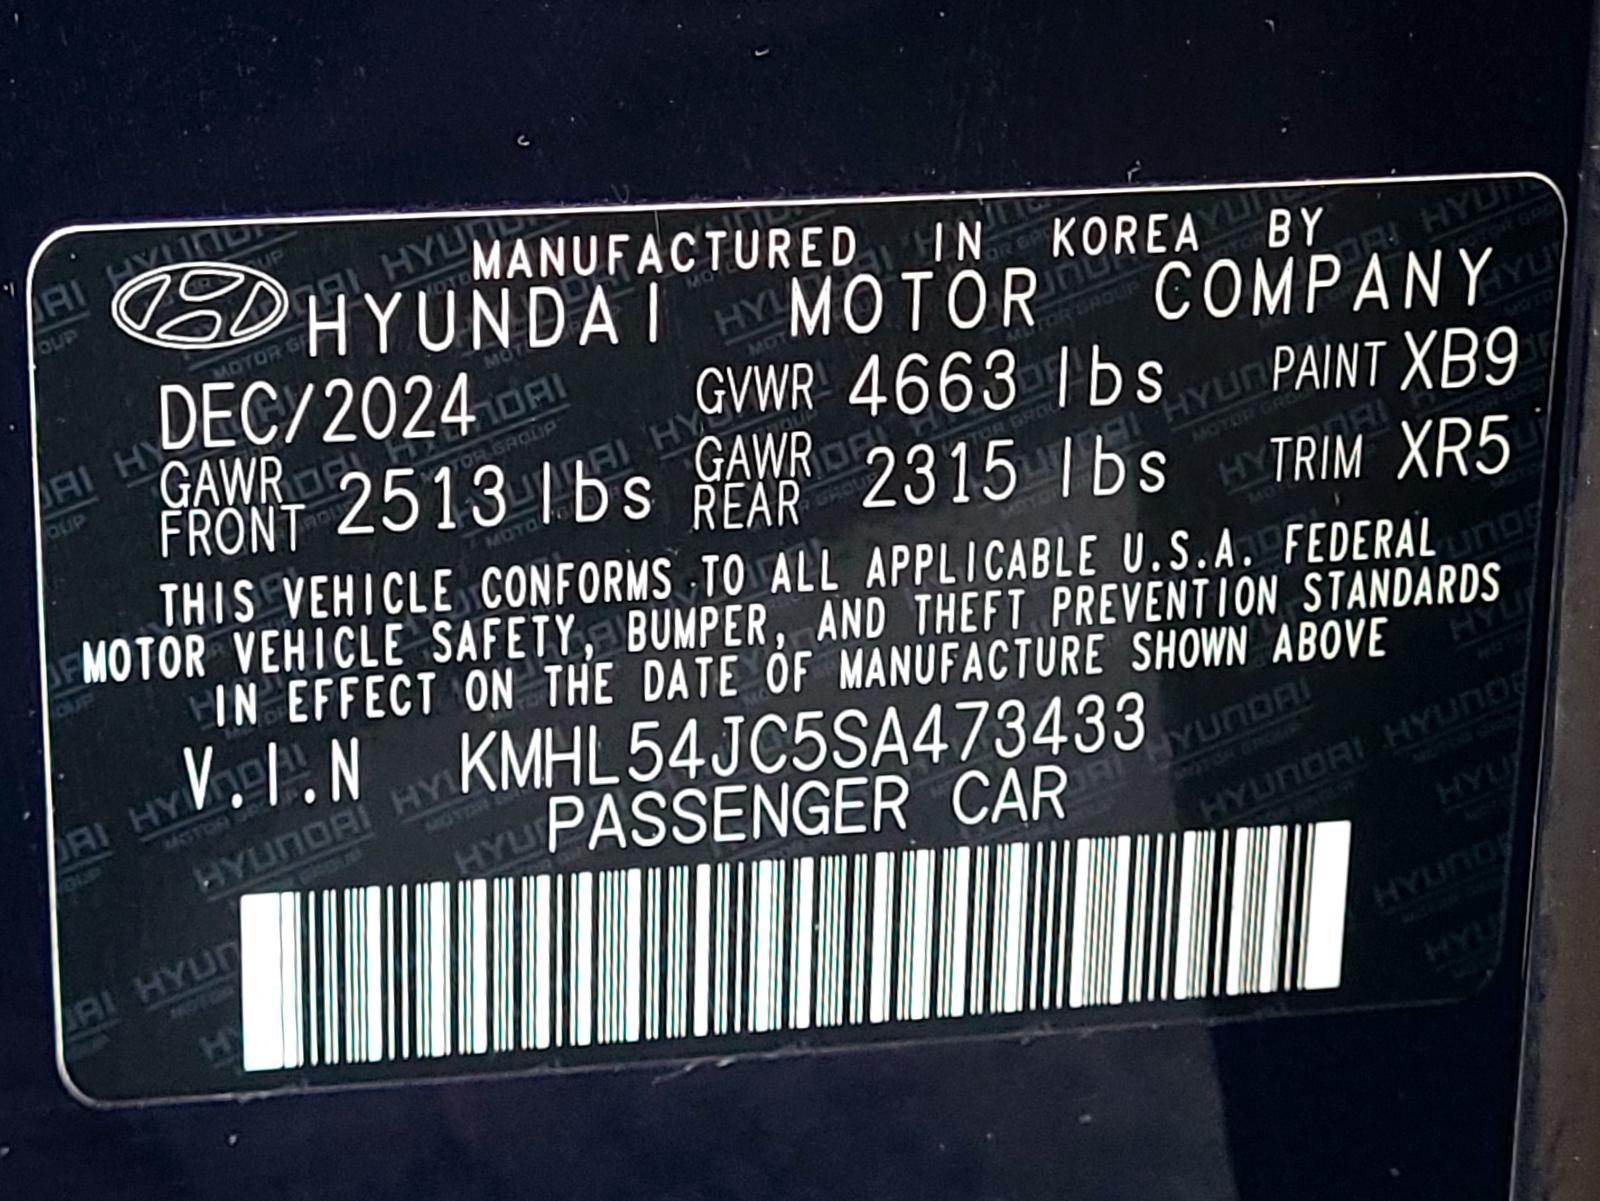 MANUFACTURED IN KOREA BY
HYUNDAI MOTOR COMPANY
DEC/2024 GVWR 4663 lbs PAINT XB9
GAWR FRONT 2513 lbs GAWR REAR 2315 lbs TRIM XR5
THIS VEHICLE CONFORMS TO ALL APPLICABLE U.S.A. FEDERAL
MOTOR VEHICLE SAFETY, BUMPER, AND THEFT PREVENTION STANDARDS
IN EFFECT ON THE DATE OF MANUFACTURE SHOWN ABOVE
V.I.N KMHL54JC5SA473433
PASSENGER CAR